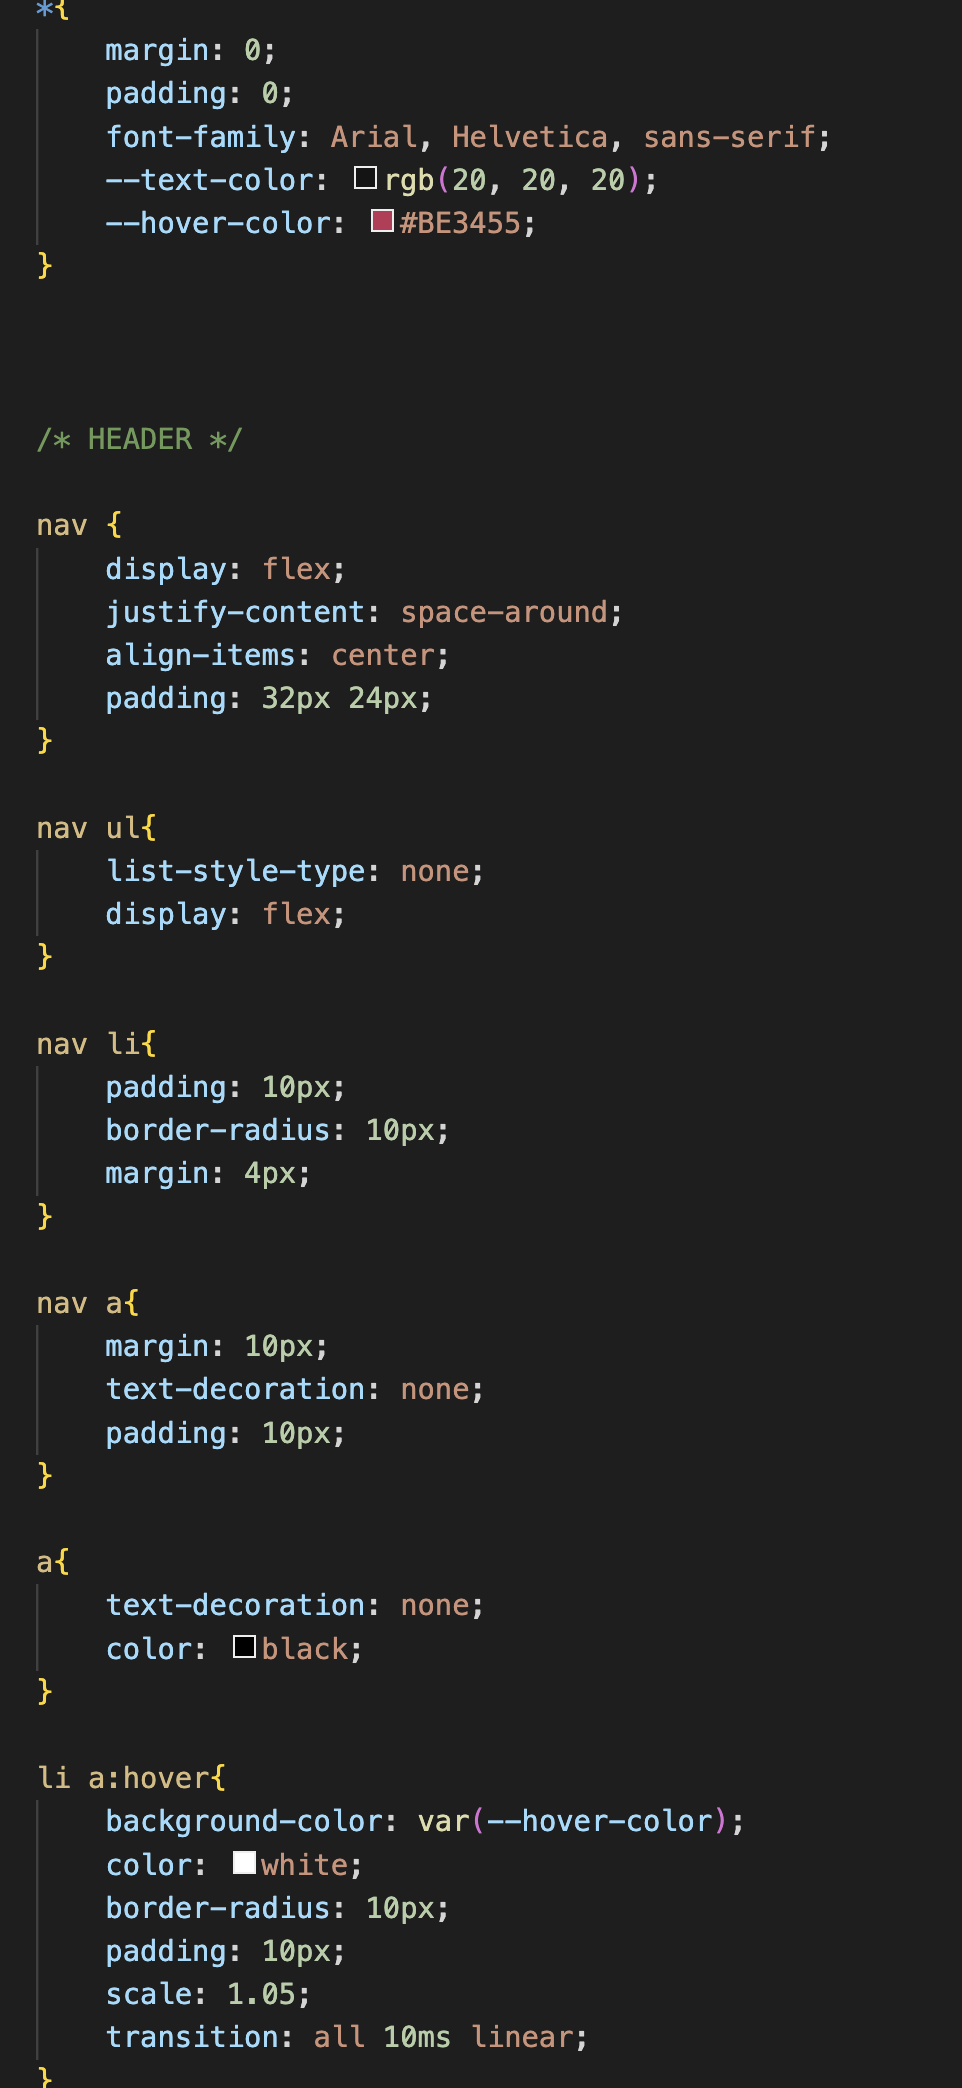 *{
    margin: 0;
    padding: 0;
    font-family: Arial, Helvetica, sans-serif;
    --text-color: rgb(20, 20, 20);
    --hover-color: #BE3455;
}
/* HEADER */
nav {
    display: flex;
    justify-content: space-around;
    align-items: center;
    padding: 32px 24px;
}
nav ul{
    list-style-type: none;
    display: flex;
}
nav li{
    padding: 10px;
    border-radius: 10px;
    margin: 4px;
}
nav a{
    margin: 10px;
    text-decoration: none;
    padding: 10px;
}
a{
    text-decoration: none;
    color: black;
}
li a:hover{
    background-color: var(--hover-color);
    color: white;
    border-radius: 10px;
    padding: 10px;
    scale: 1.05;
    transition: all 10ms linear;
}